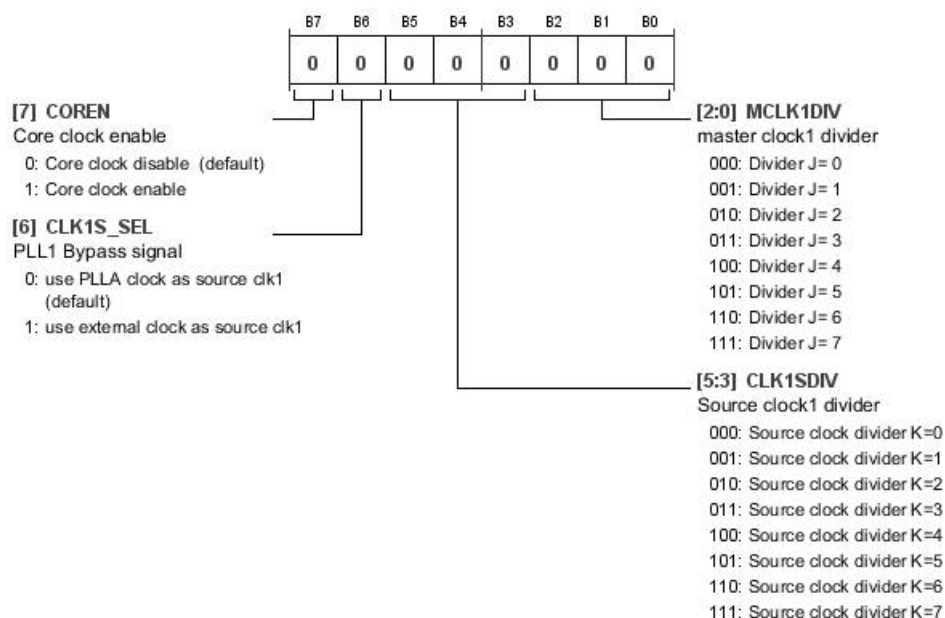 B7 B6 B5 B4 B3 B2 B1 B0
0 0 0 0 0 0 0 0
[7] COREN
Core clock enable
0: Core clock disable (default)
1: Core clock enable
[6] CLK1S_SEL
PLL1 Bypass signal
0: use PLLA clock as source clk1
(default)
1: use external clock as source clk1
[2:0] MCLK1DIV
master clock1 divider
000: Divider J= 0
001: Divider J= 1
010: Divider J= 2
011: Divider J= 3
100: Divider J= 4
101: Divider J= 5
110: Divider J= 6
111: Divider J= 7
[5:3] CLK1SDIV
Source clock1 divider
000: Source clock divider K=0
001: Source clock divider K=1
010: Source clock divider K=2
011: Source clock divider K=3
100: Source clock divider K=4
101: Source clock divider K=5
110: Source clock divider K=6
111: Source clock divider K=7